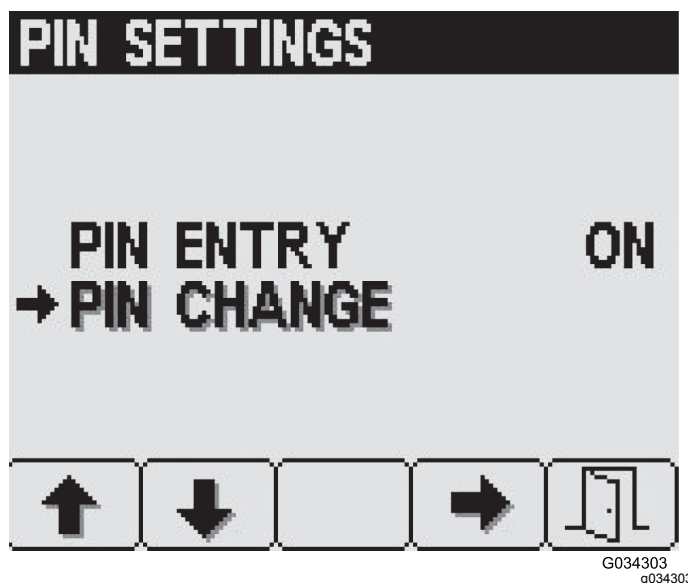 PIN SETTINGS
PIN ENTRY ON
PIN CHANGE
G034303
g034303